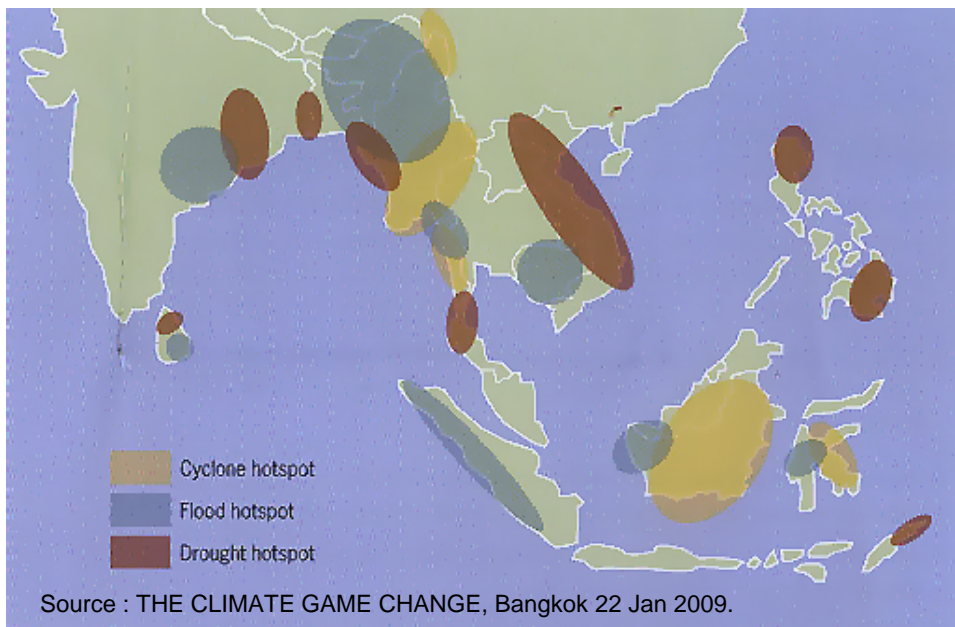 Cyclone hotspot
Flood hotspot
Drought hotspot
Source : THE CLIMATE GAME CHANGE, Bangkok 22 Jan 2009.